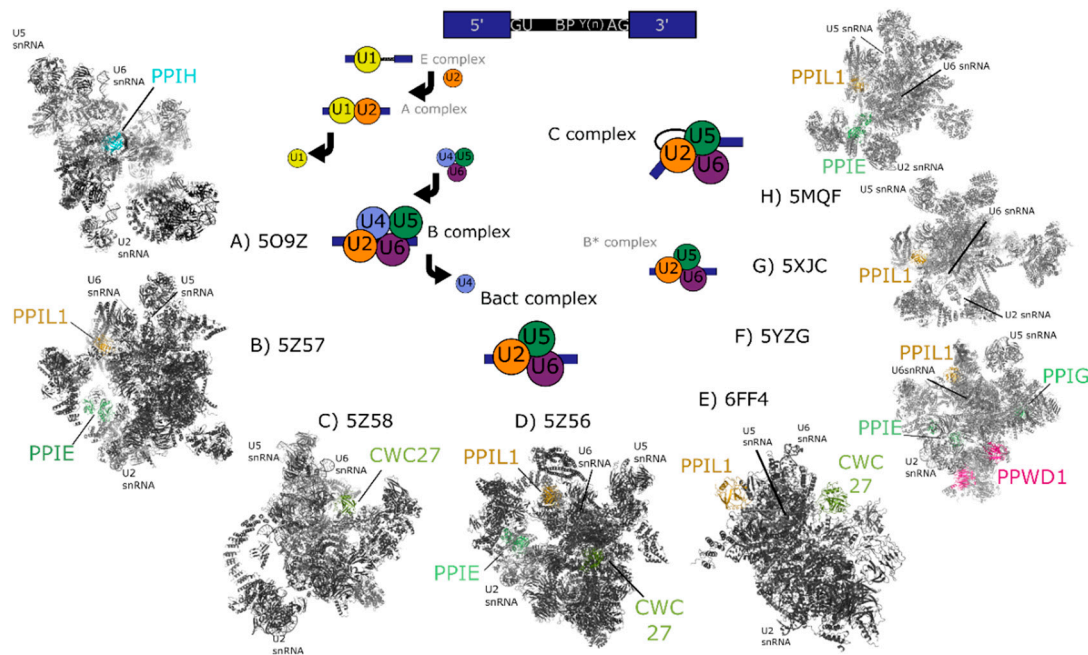 5' GU BP Y(n) AG 3'
U5
snRNA
U6
snRNA
PPIH
U2
snRNA
A) 5O9Z
U1
E complex
U2
U1 U2
A complex
U1
U4 U5
U6
U4 U5
U2 U6
B complex
U4
Bact complex
U5
U2 U6
C complex
U5
U2 U6
B* complex
U5
U2 U6
U6
snRNA
U5
snRNA
PPIL1
PPIE
U2
snRNA
B) 5Z57
C) 5Z58
U5
snRNA
U6
snRNA
CWC27
U2
snRNA
D) 5Z56
PPIL1
U6
snRNA
U5
snRNA
PPIE
U2
snRNA
CWC
27
E) 6FF4
U5
snRNA
U6
snRNA
PPIL1
CWC
27
U2
snRNA
F) 5YZG
U5 snRNA
PPIL1
U6snRNA
PPIG
PPIE
U2
snRNA
PPWD1
G) 5XJC
U5 snRNA
U6 snRNA
PPIL1
U2 snRNA
H) 5MQF
U5 snRNA
PPIL1
U6 snRNA
PPIE
U2 snRNA